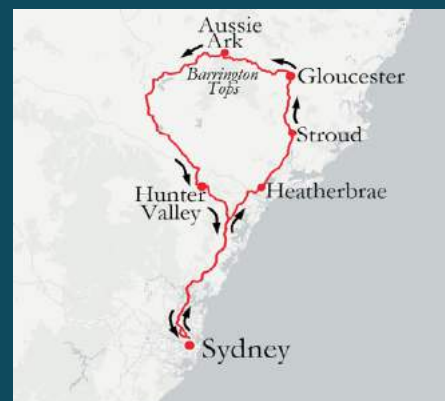 Aussie
Ark
Barrington
Tops
Gloucester
Stroud
Hunter
Valley
Heatherbrae
Sydney